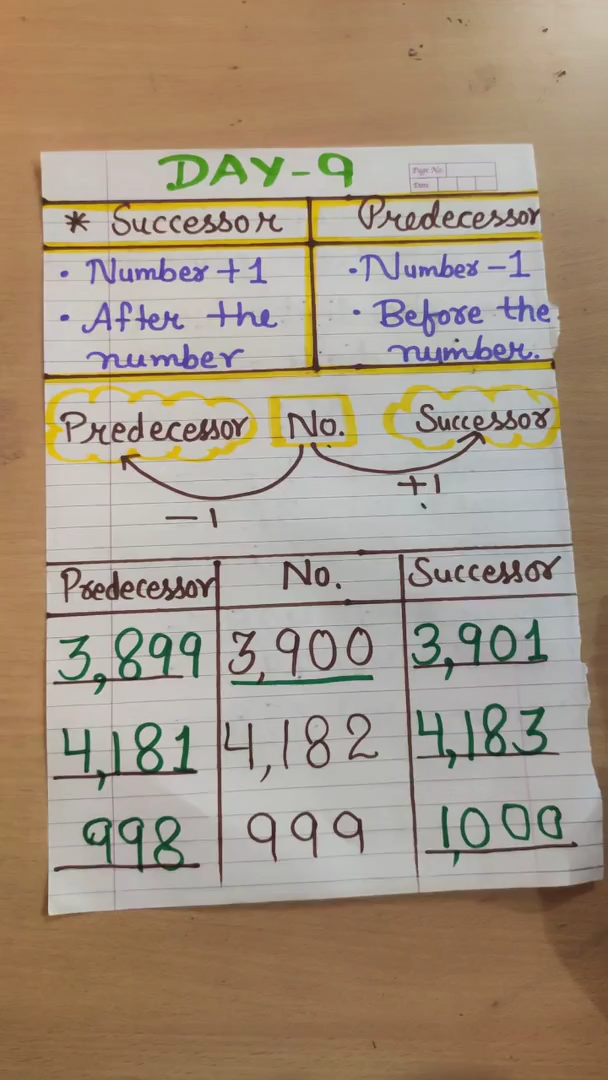 DAY-9
Page No.
Date
* Successor Predecessor
• Number +1 • Number -1
• After the • Before the
number number.
Predecessor No. Successor
-1 +1
Predecessor No. Successor
3,899 3,900 3,901
4,181 4,182 4,183
998 999 1,000